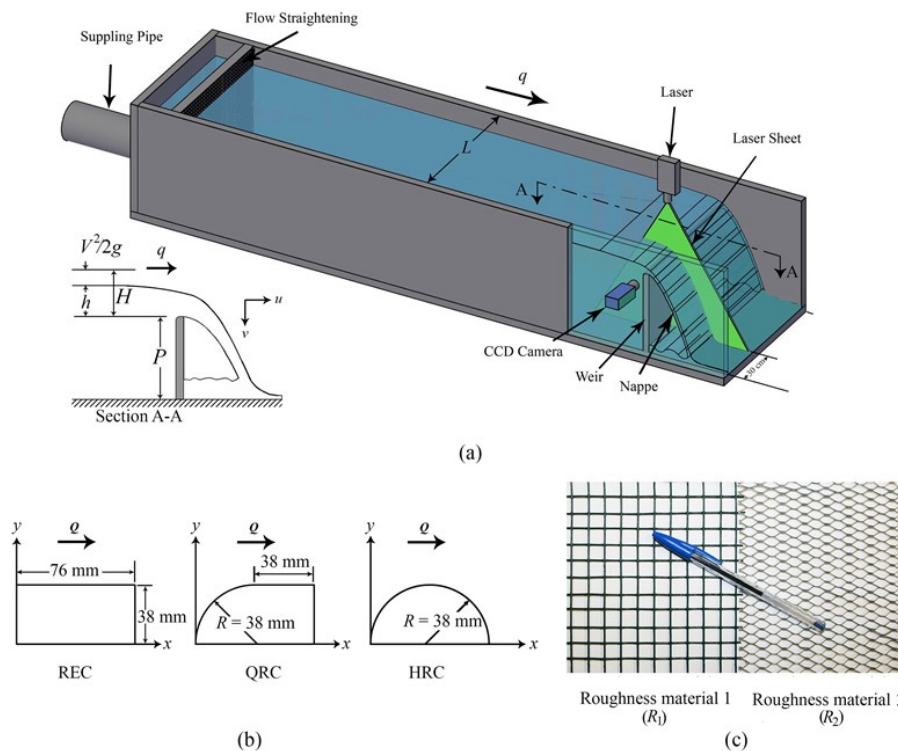 Flow Straightening
Suppling Pipe
q
Laser
Laser Sheet
L
A
A
V²/2g
q
h
H
u
v
P
CCD Camera
Weir
Nappe
30 cm
Section A-A
(a)
y
Q
76 mm
38 mm
x
REC
y
Q
38 mm
R = 38 mm
x
QRC
y
Q
R = 38 mm
x
HRC
(b)
Roughness material 1
(R₁)
Roughness material
(R₂)
(c)